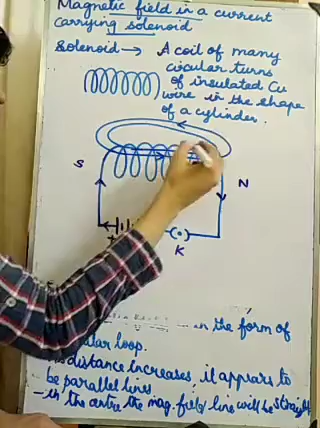 Magnetic field in a current
carrying solenoid
Solenoid → A coil of many
circular turns
of insulated Cu
wire in the shape
of a cylinder.
S
N
K
in the form of
loop.
distance increases, it appears to
be parallel lines
- In the centre the mag. field line will be straight